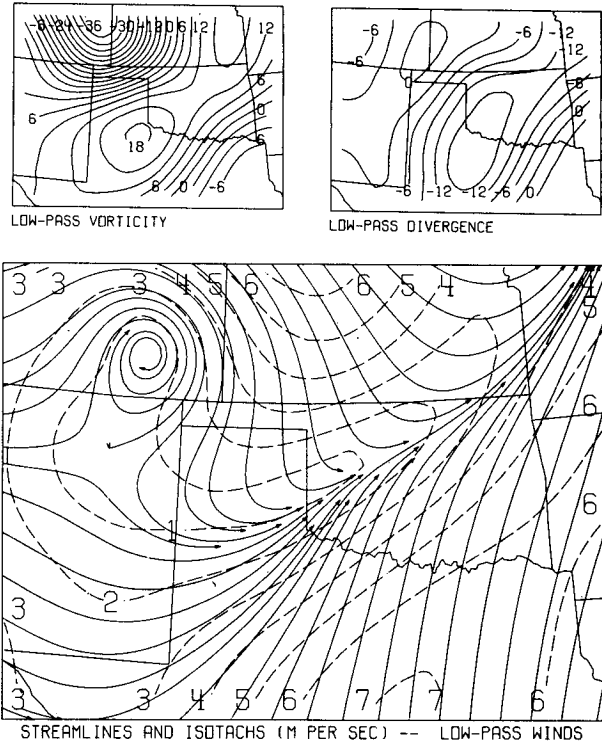 -6 -24 -36 -30 -18 0 6 12 12
6
6
0
18
6
6 0 -6
LOW-PASS VORTICITY
-6 -6 -12
-12
-6
0 -6
0
-6 -12 -12 -6 0
LOW-PASS DIVERGENCE
3 3 3 4 5 6 6 5 4 4
5
6
6
1
2
3
3 3 4 5 6 7 7 6
STREAMLINES AND ISOTACHS (M PER SEC) -- LOW-PASS WINDS